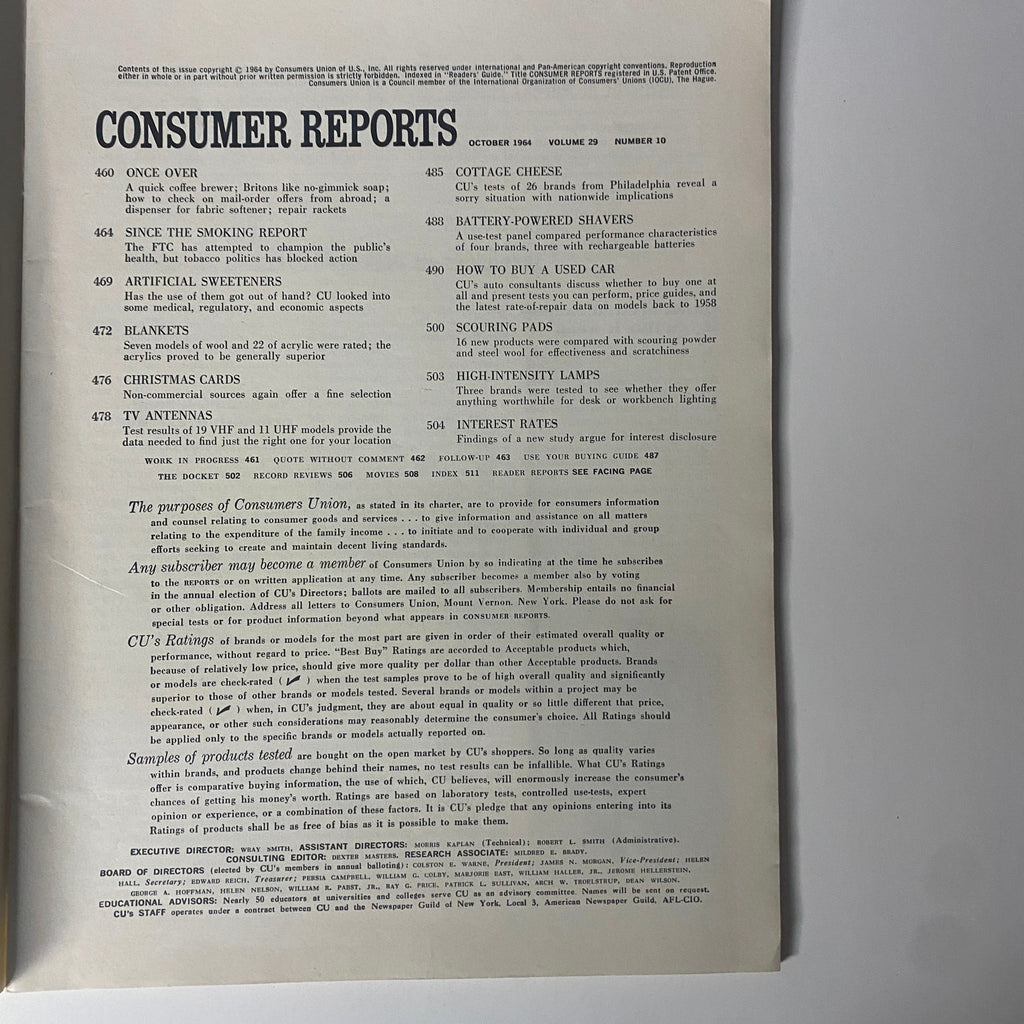 Contents of this issue copyright © 1964 by Consumers Union of U.S., Inc. All rights reserved under International and Pan-American copyright conventions. Reproduction
either in whole or in part without prior written permission is strictly forbidden. Indexed in "Readers' Guide." Title CONSUMER REPORTS registered in U.S. Patent Office.
Consumers Union is a Council member of the International Organization of Consumers' Unions (IOCU), The Hague.
CONSUMER REPORTS OCTOBER 1964 VOLUME 29 NUMBER 10
460 ONCE OVER
A quick coffee brewer; Britons like no-gimmick soap;
how to check on mail-order offers from abroad; a
dispenser for fabric softener; repair rackets
464 SINCE THE SMOKING REPORT
The FTC has attempted to champion the public's
health, but tobacco politics has blocked action
469 ARTIFICIAL SWEETENERS
Has the use of them got out of hand? CU looked into
some medical, regulatory, and economic aspects
472 BLANKETS
Seven models of wool and 22 of acrylic were rated; the
acrylics proved to be generally superior
476 CHRISTMAS CARDS
Non-commercial sources again offer a fine selection
478 TV ANTENNAS
Test results of 19 VHF and 11 UHF models provide the
data needed to find just the right one for your location
485 COTTAGE CHEESE
CU's tests of 26 brands from Philadelphia reveal a
sorry situation with nationwide implications
488 BATTERY-POWERED SHAVERS
A use-test panel compared performance characteristics
of four brands, three with rechargeable batteries
490 HOW TO BUY A USED CAR
CU's auto consultants discuss whether to buy one at
all and present tests you can perform, price guides, and
the latest rate-of-repair data on models back to 1958
500 SCOURING PADS
16 new products were compared with scouring powder
and steel wool for effectiveness and scratchiness
503 HIGH-INTENSITY LAMPS
Three brands were tested to see whether they offer
anything worthwhile for desk or workbench lighting
504 INTEREST RATES
Findings of a new study argue for interest disclosure
WORK IN PROGRESS 461 QUOTE WITHOUT COMMENT 462 FOLLOW-UP 463 USE YOUR BUYING GUIDE 487
THE DOCKET 502 RECORD REVIEWS 506 MOVIES 508 INDEX 511 READER REPORTS SEE FACING PAGE
The purposes of Consumers Union, as stated in its charter, are to provide for consumers information
and counsel relating to consumer goods and services . . . to give information and assistance on all matters
relating to the expenditure of the family income . . . to initiate and to cooperate with individual and group
efforts seeking to create and maintain decent living standards.
Any subscriber may become a member of Consumers Union by so indicating at the time he subscribes
to the REPORTS or on written application at any time. Any subscriber becomes a member also by voting
in the annual election of CU's Directors; ballots are mailed to all subscribers. Membership entails no financial
or other obligation. Address all letters to Consumers Union, Mount Vernon. New York. Please do not ask for
special tests or for product information beyond what appears in CONSUMER REPORTS.
CU's Ratings of brands or models for the most part are given in order of their estimated overall quality or
performance, without regard to price. "Best Buy" Ratings are accorded to Acceptable products which,
because of relatively low price, should give more quality per dollar than other Acceptable products. Brands
or models are check-rated ( ✓ ) when the test samples prove to be of high overall quality and significantly
superior to those of other brands or models tested. Several brands or models within a project may be
check-rated ( ✓ ) when, in CU's judgment, they are about equal in quality or so little different that price,
appearance, or other such considerations may reasonably determine the consumer's choice. All Ratings should
be applied only to the specific brands or models actually reported on.
Samples of products tested are bought on the open market by CU's shoppers. So long as quality varies
within brands, and products change behind their names, no test results can be infallible. What CU's Ratings
offer is comparative buying information, the use of which, CU believes, will enormously increase the consumer's
chances of getting his money's worth. Ratings are based on laboratory tests, controlled use-tests, expert
opinion or experience, or a combination of these factors. It is CU's pledge that any opinions entering into its
Ratings of products shall be as free of bias as it is possible to make them.
EXECUTIVE DIRECTOR: WRAY SMITH, ASSISTANT DIRECTORS: MORRIS KAPLAN (Technical); ROBERT L. SMITH (Administrative).
CONSULTING EDITOR: DEXTER MASTERS. RESEARCH ASSOCIATE: MILDRED E. BRADY.
BOARD OF DIRECTORS (elected by CU's members in annual balloting): COLSTON E. WARNE, President; JAMES N. MORGAN, Vice-President; HELEN
HALL, Secretary; EDWARD REICH, Treasurer; PERSIA CAMPBELL, WILLIAM G. COLBY, MARJORIE EAST, WILLIAM HALLER, JR., JEROME HELLERSTEIN,
GEORGE A. HOFFMAN, HELEN NELSON, WILLIAM R. PABST, JR., RAY G. PRICE, PATRICK L. SULLIVAN, ARCH W. TROELSTRUP, DEAN WILSON.
EDUCATIONAL ADVISORS: Nearly 50 educators at universities and colleges serve CU as an advisory committee. Names will be sent on request.
CU's STAFF operates under a contract between CU and the Newspaper Guild of New York, Local 3, American Newspaper Guild, AFL-CIO.